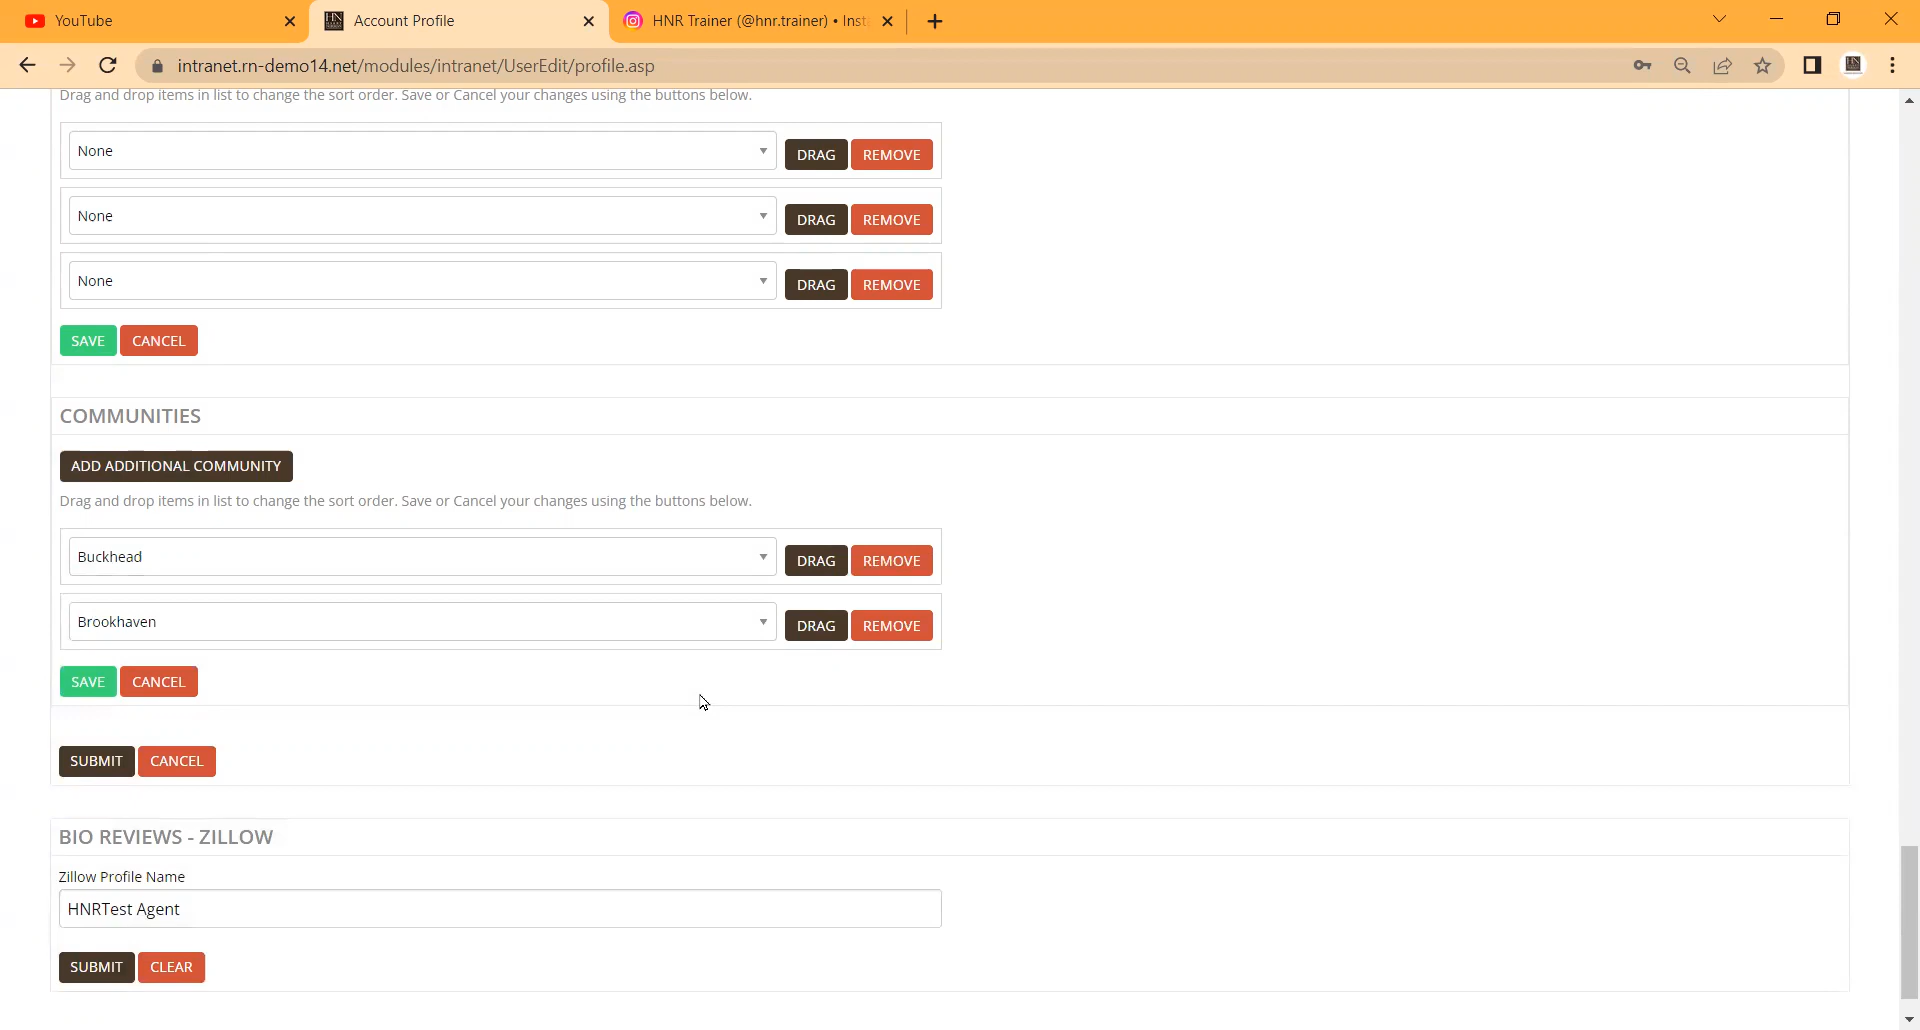 YouTube
Account Profile
HNR Trainer (@hnr.trainer) • Inst
intranet.rn-demo14.net/modules/intranet/UserEdit/profile.asp
Drag and drop items in list to change the sort order. Save or Cancel your changes using the buttons below.
None DRAG REMOVE
None DRAG REMOVE
None DRAG REMOVE
SAVE CANCEL
COMMUNITIES
ADD ADDITIONAL COMMUNITY
Drag and drop items in list to change the sort order. Save or Cancel your changes using the buttons below.
Buckhead DRAG REMOVE
Brookhaven DRAG REMOVE
SAVE CANCEL
SUBMIT CANCEL
BIO REVIEWS - ZILLOW
Zillow Profile Name
HNRTest Agent
SUBMIT CLEAR